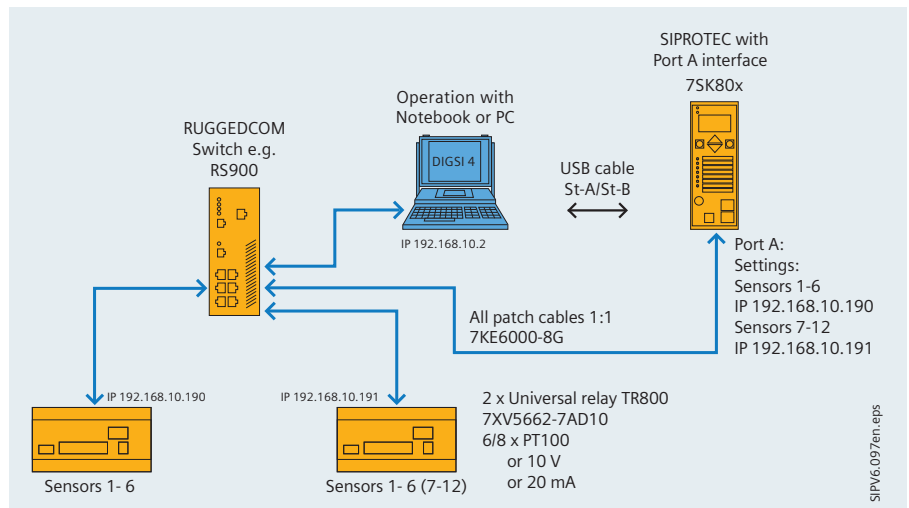 SIPROTEC with
Port A interface
7SK80x
Operation with
Notebook or PC
RUGGEDCOM
Switch e.g.
RS900
DIGSI 4
USB cable
St-A/St-B
IP 192.168.10.2
Port A:
Settings:
Sensors 1-6
IP 192.168.10.190
Sensors 7-12
IP 192.168.10.191
All patch cables 1:1
7KE6000-8G
IP 192.168.10.190
IP 192.168.10.191
2 x Universal relay TR800
7XV5662-7AD10
6/8 x PT100
or 10 V
or 20 mA
Sensors 1- 6
Sensors 1- 6 (7-12)
SIPV6.097en.eps